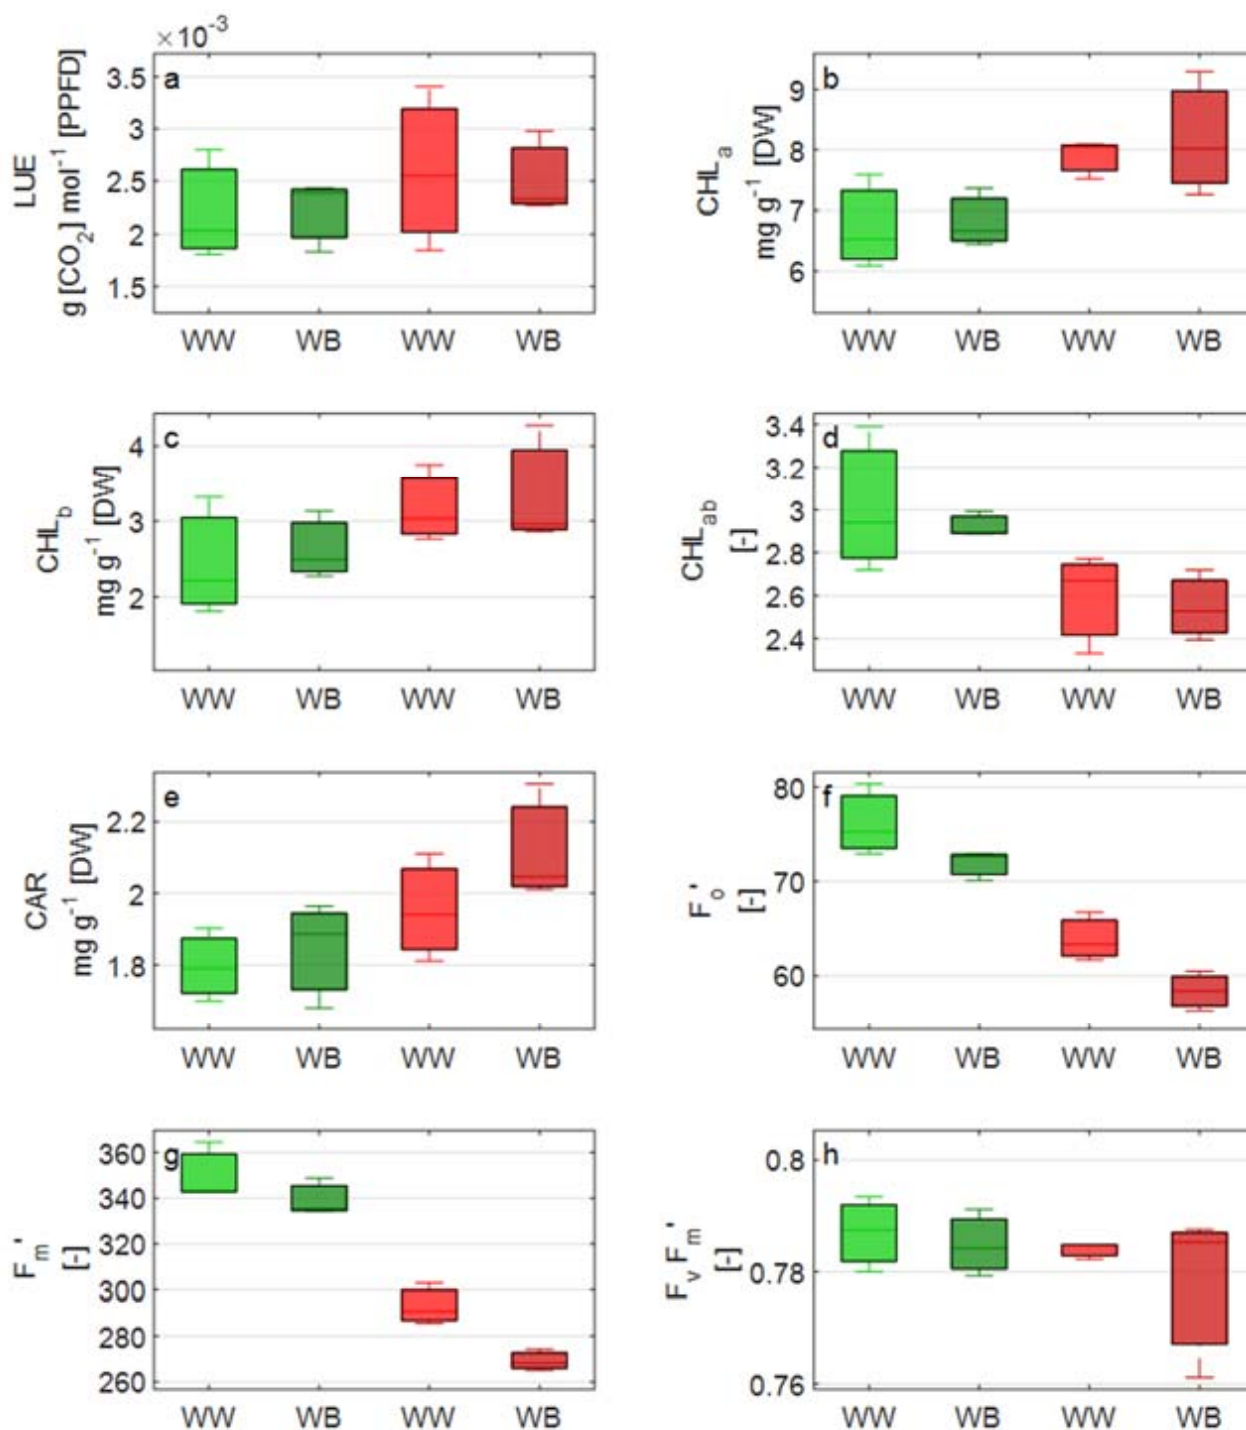 ×10⁻³
a
3.5
3
2.5
2
1.5
LUE
g [CO₂] mol⁻¹ [PPFD]
WW WB WW WB
b
9
8
7
6
CHLₐ
mg g⁻¹ [DW]
WW WB WW WB
c
4
3
2
CHL_b
mg g⁻¹ [DW]
WW WB WW WB
d
3.4
3.2
3
2.8
2.6
2.4
CHL_ab
[-]
WW WB WW WB
e
2.2
2
1.8
CAR
mg g⁻¹ [DW]
WW WB WW WB
f
80
70
60
Fₒ'
[-]
WW WB WW WB
g
360
340
320
300
280
260
Fₘ'
[-]
WW WB WW WB
h
0.8
0.78
0.76
Fᵥ Fₘ'
[-]
WW WB WW WB